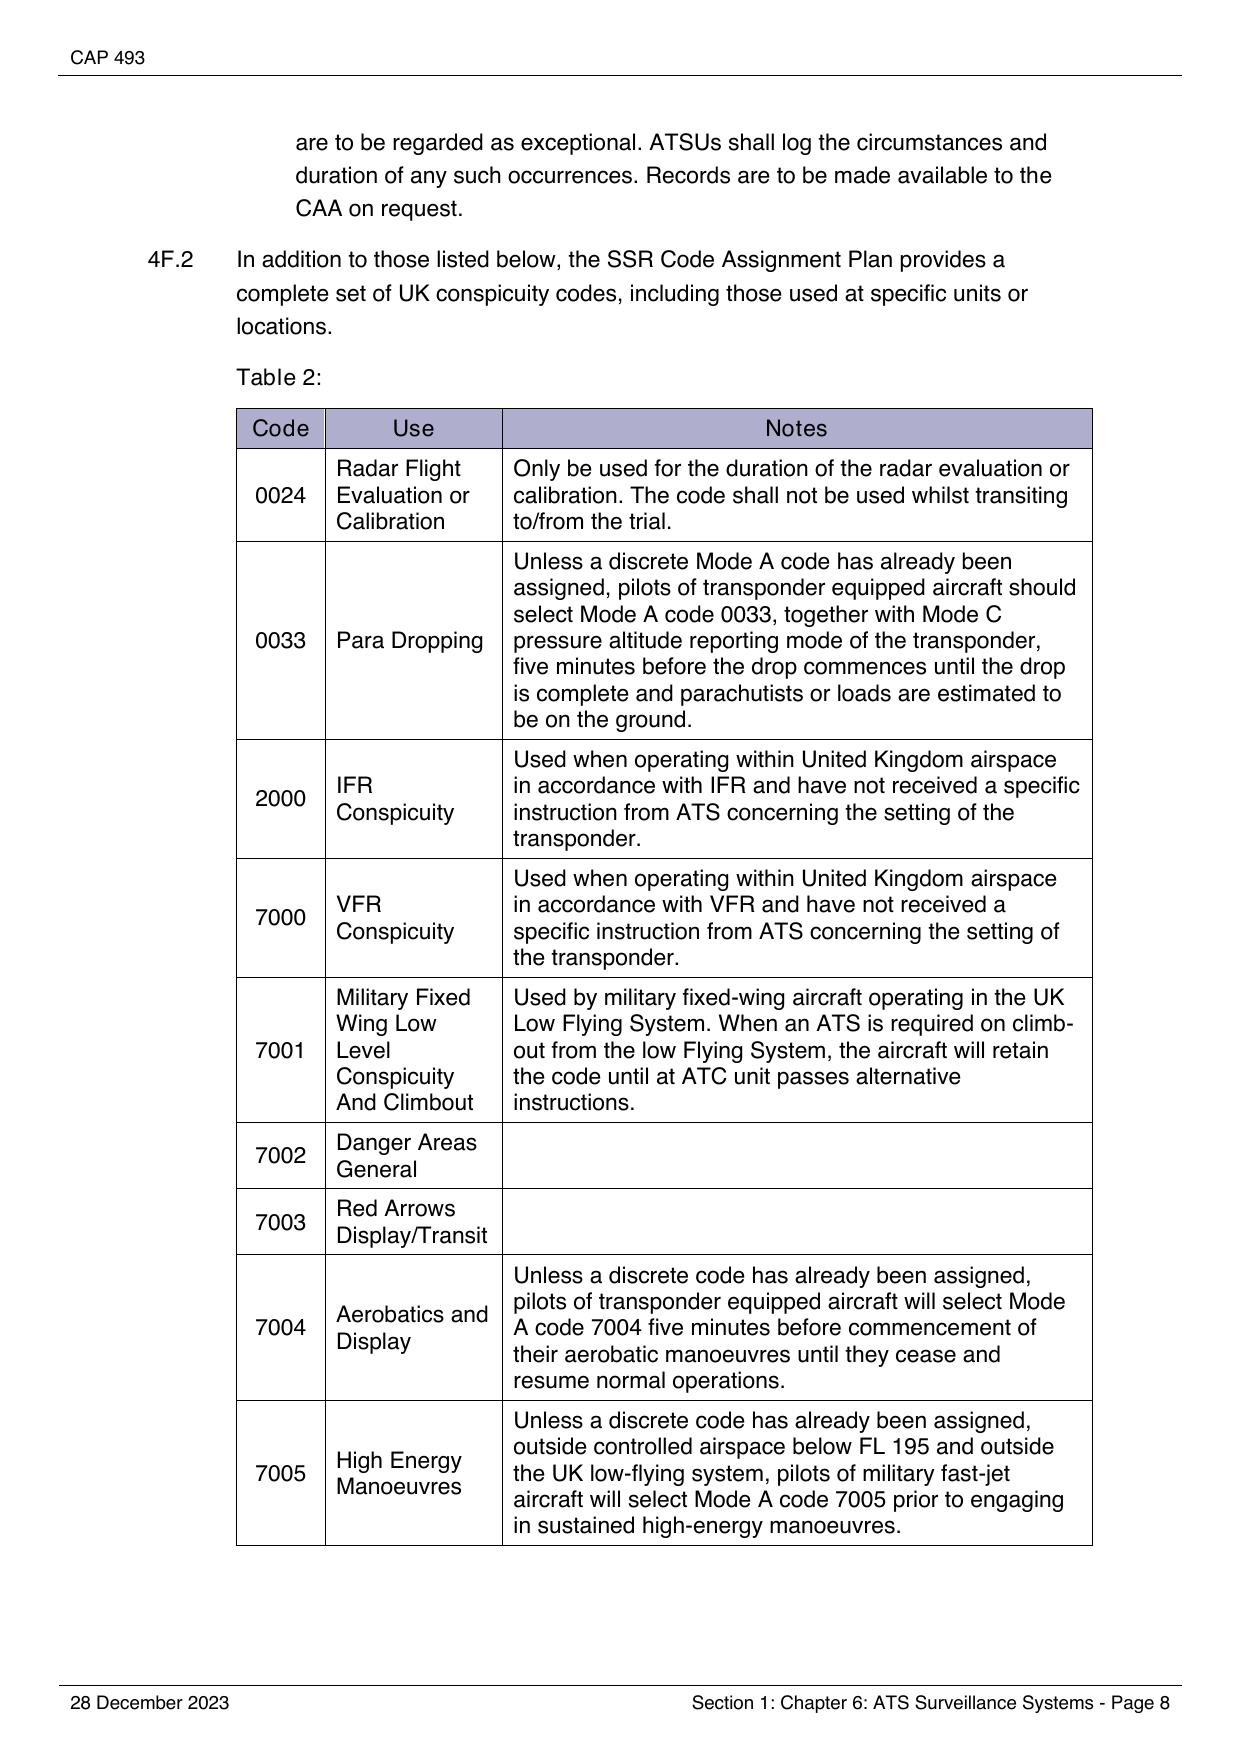 CAP 493
are to be regarded as exceptional. ATSUs shall log the circumstances and
duration of any such occurrences. Records are to be made available to the
CAA on request.
4F.2 In addition to those listed below, the SSR Code Assignment Plan provides a
complete set of UK conspicuity codes, including those used at specific units or
locations.
Table 2:
Code Use Notes
0024
Radar Flight
Evaluation or
Calibration
Only be used for the duration of the radar evaluation or
calibration. The code shall not be used whilst transiting
to/from the trial.
0033
Para Dropping
Unless a discrete Mode A code has already been
assigned, pilots of transponder equipped aircraft should
select Mode A code 0033, together with Mode C
pressure altitude reporting mode of the transponder,
five minutes before the drop commences until the drop
is complete and parachutists or loads are estimated to
be on the ground.
2000
IFR
Conspicuity
Used when operating within United Kingdom airspace
in accordance with IFR and have not received a specific
instruction from ATS concerning the setting of the
transponder.
7000
VFR
Conspicuity
Used when operating within United Kingdom airspace
in accordance with VFR and have not received a
specific instruction from ATS concerning the setting of
the transponder.
7001
Military Fixed
Wing Low
Level
Conspicuity
And Climbout
Used by military fixed-wing aircraft operating in the UK
Low Flying System. When an ATS is required on climb-
out from the low Flying System, the aircraft will retain
the code until at ATC unit passes alternative
instructions.
7002
Danger Areas
General
7003
Red Arrows
Display/Transit
7004
Aerobatics and
Display
Unless a discrete code has already been assigned,
pilots of transponder equipped aircraft will select Mode
A code 7004 five minutes before commencement of
their aerobatic manoeuvres until they cease and
resume normal operations.
7005
High Energy
Manoeuvres
Unless a discrete code has already been assigned,
outside controlled airspace below FL 195 and outside
the UK low-flying system, pilots of military fast-jet
aircraft will select Mode A code 7005 prior to engaging
in sustained high-energy manoeuvres.
28 December 2023 Section 1: Chapter 6: ATS Surveillance Systems - Page 8